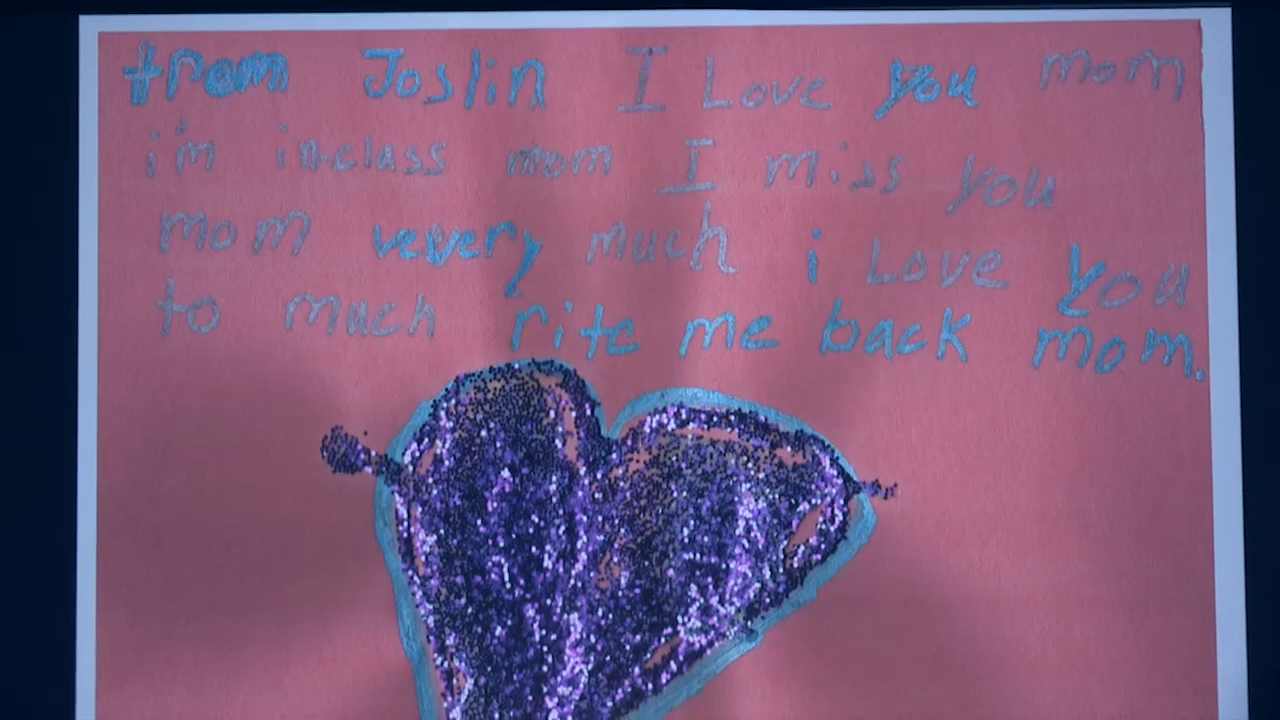 from Joslin I Love you mom
i'm in class mom I miss you
mom very much i Love you
to much rite me back mom.